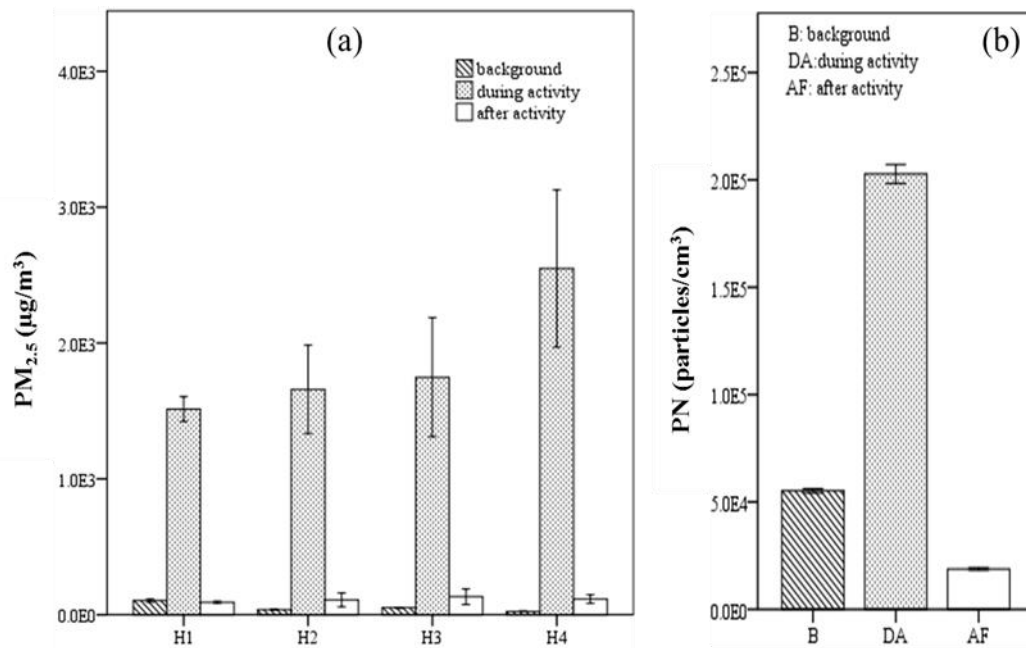 (a)
background
during activity
after activity
4.0E3
3.0E3
2.0E3
1.0E3
0.0E0
PM2.5 (µg/m³)
H1 H2 H3 H4
(b)
B: background
DA:during activity
AF: after activity
2.5E5
2.0E5
1.5E5
1.0E5
5.0E4
0.0E0
PN (particles/cm³)
B DA AF